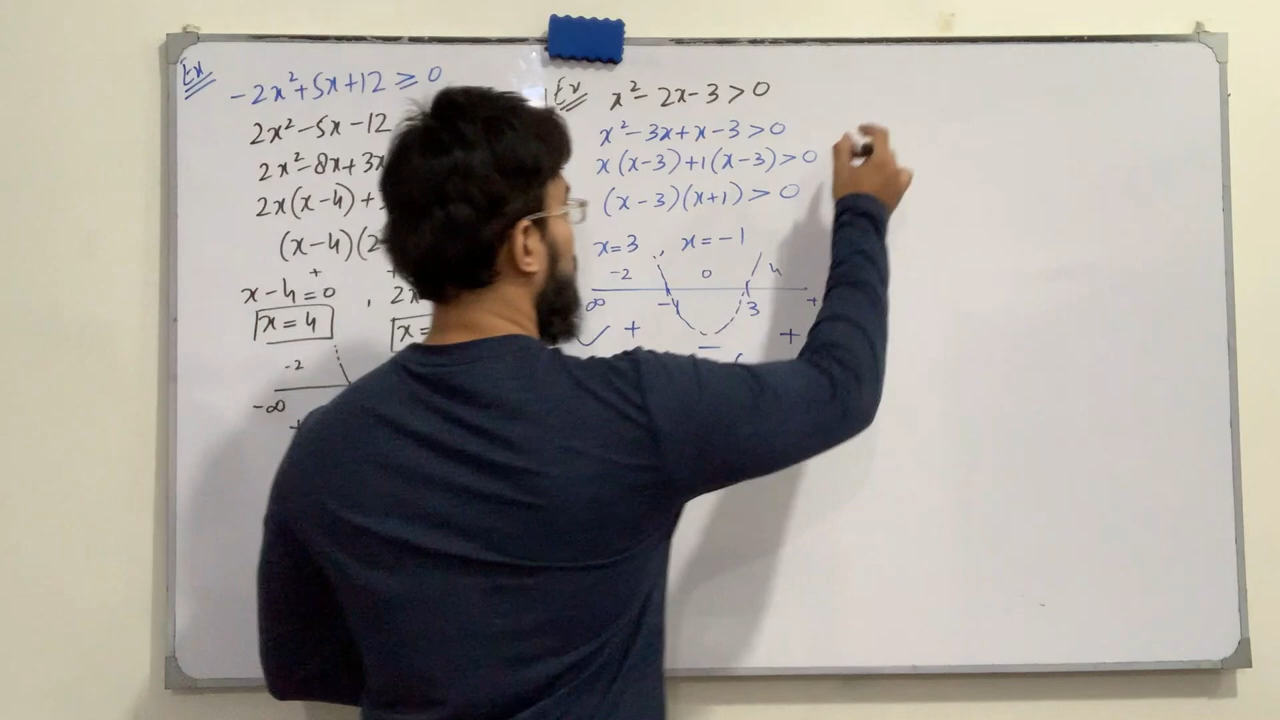 Ex
-2x²+5x+12 ≥ 0
2x²-5x-12
2x²-8x+3x
2x(x-4)+
(x-4)(2
+
x-4=0 , 2x
x=4 x=
-2
-∞
+
Ex x²-2x-3>0
x²-3x+x-3>0
x(x-3)+1(x-3)>0
(x-3)(x+1)>0
x=3 , x=-1
-2 0 4
∞ -1 3 +
+ - +